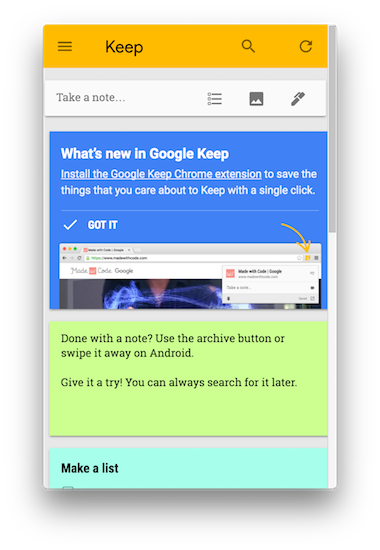 Keep
Take a note…
What's new in Google Keep
Install the Google Keep Chrome extension to save the
things that you care about to Keep with a single click.
GOT IT
Made with Code | Google
https://www.madewithcode.com
Made with Code Google
Made with Code | Google
www.madewithcode.com
Take a note...
Done with a note? Use the archive button or
swipe it away on Android.
Give it a try! You can always search for it later.
Make a list